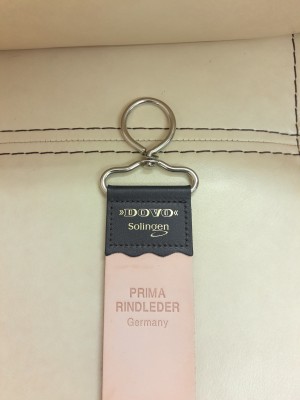 »DOVO«
Solingen
PRIMA
RINDLEDER
Germany